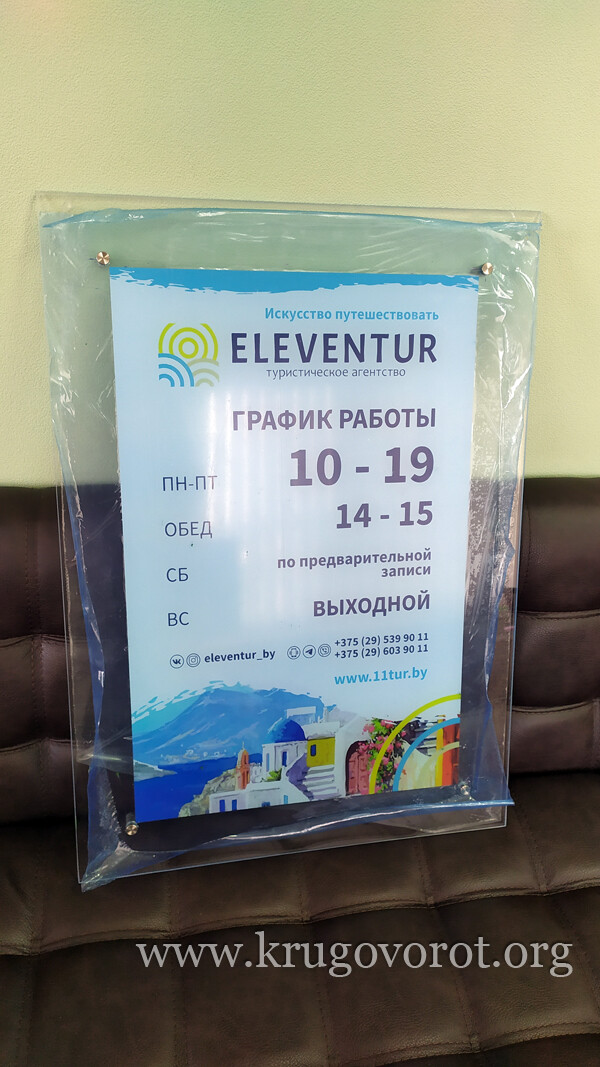 Искусство путешествовать
ELEVENTUR
туристическое агентство
ГРАФИК РАБОТЫ
ПН-ПТ 10 - 19
ОБЕД 14 - 15
СБ по предварительной записи
ВС ВЫХОДНОЙ
eleventur_by +375 (29) 539 90 11
+375 (29) 603 90 11
www.11tur.by
www.krugovorot.org